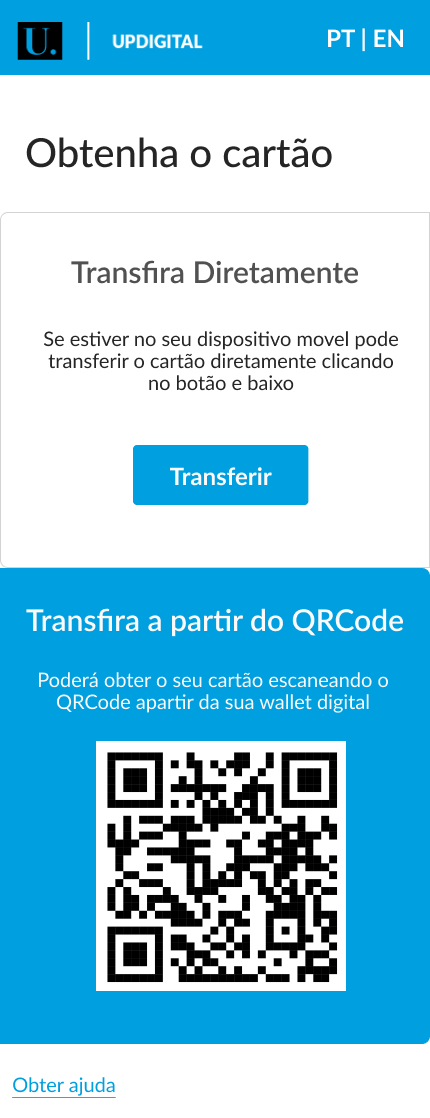 U. UPDIGITAL PT | EN
Obtenha o cartão
Transfira Diretamente
Se estiver no seu dispositivo movel pode
transferir o cartão diretamente clicando
no botão e baixo
Transferir
Transfira a partir do QRCode
Poderá obter o seu cartão escaneando o
QRCode apartir da sua wallet digital
Obter ajuda